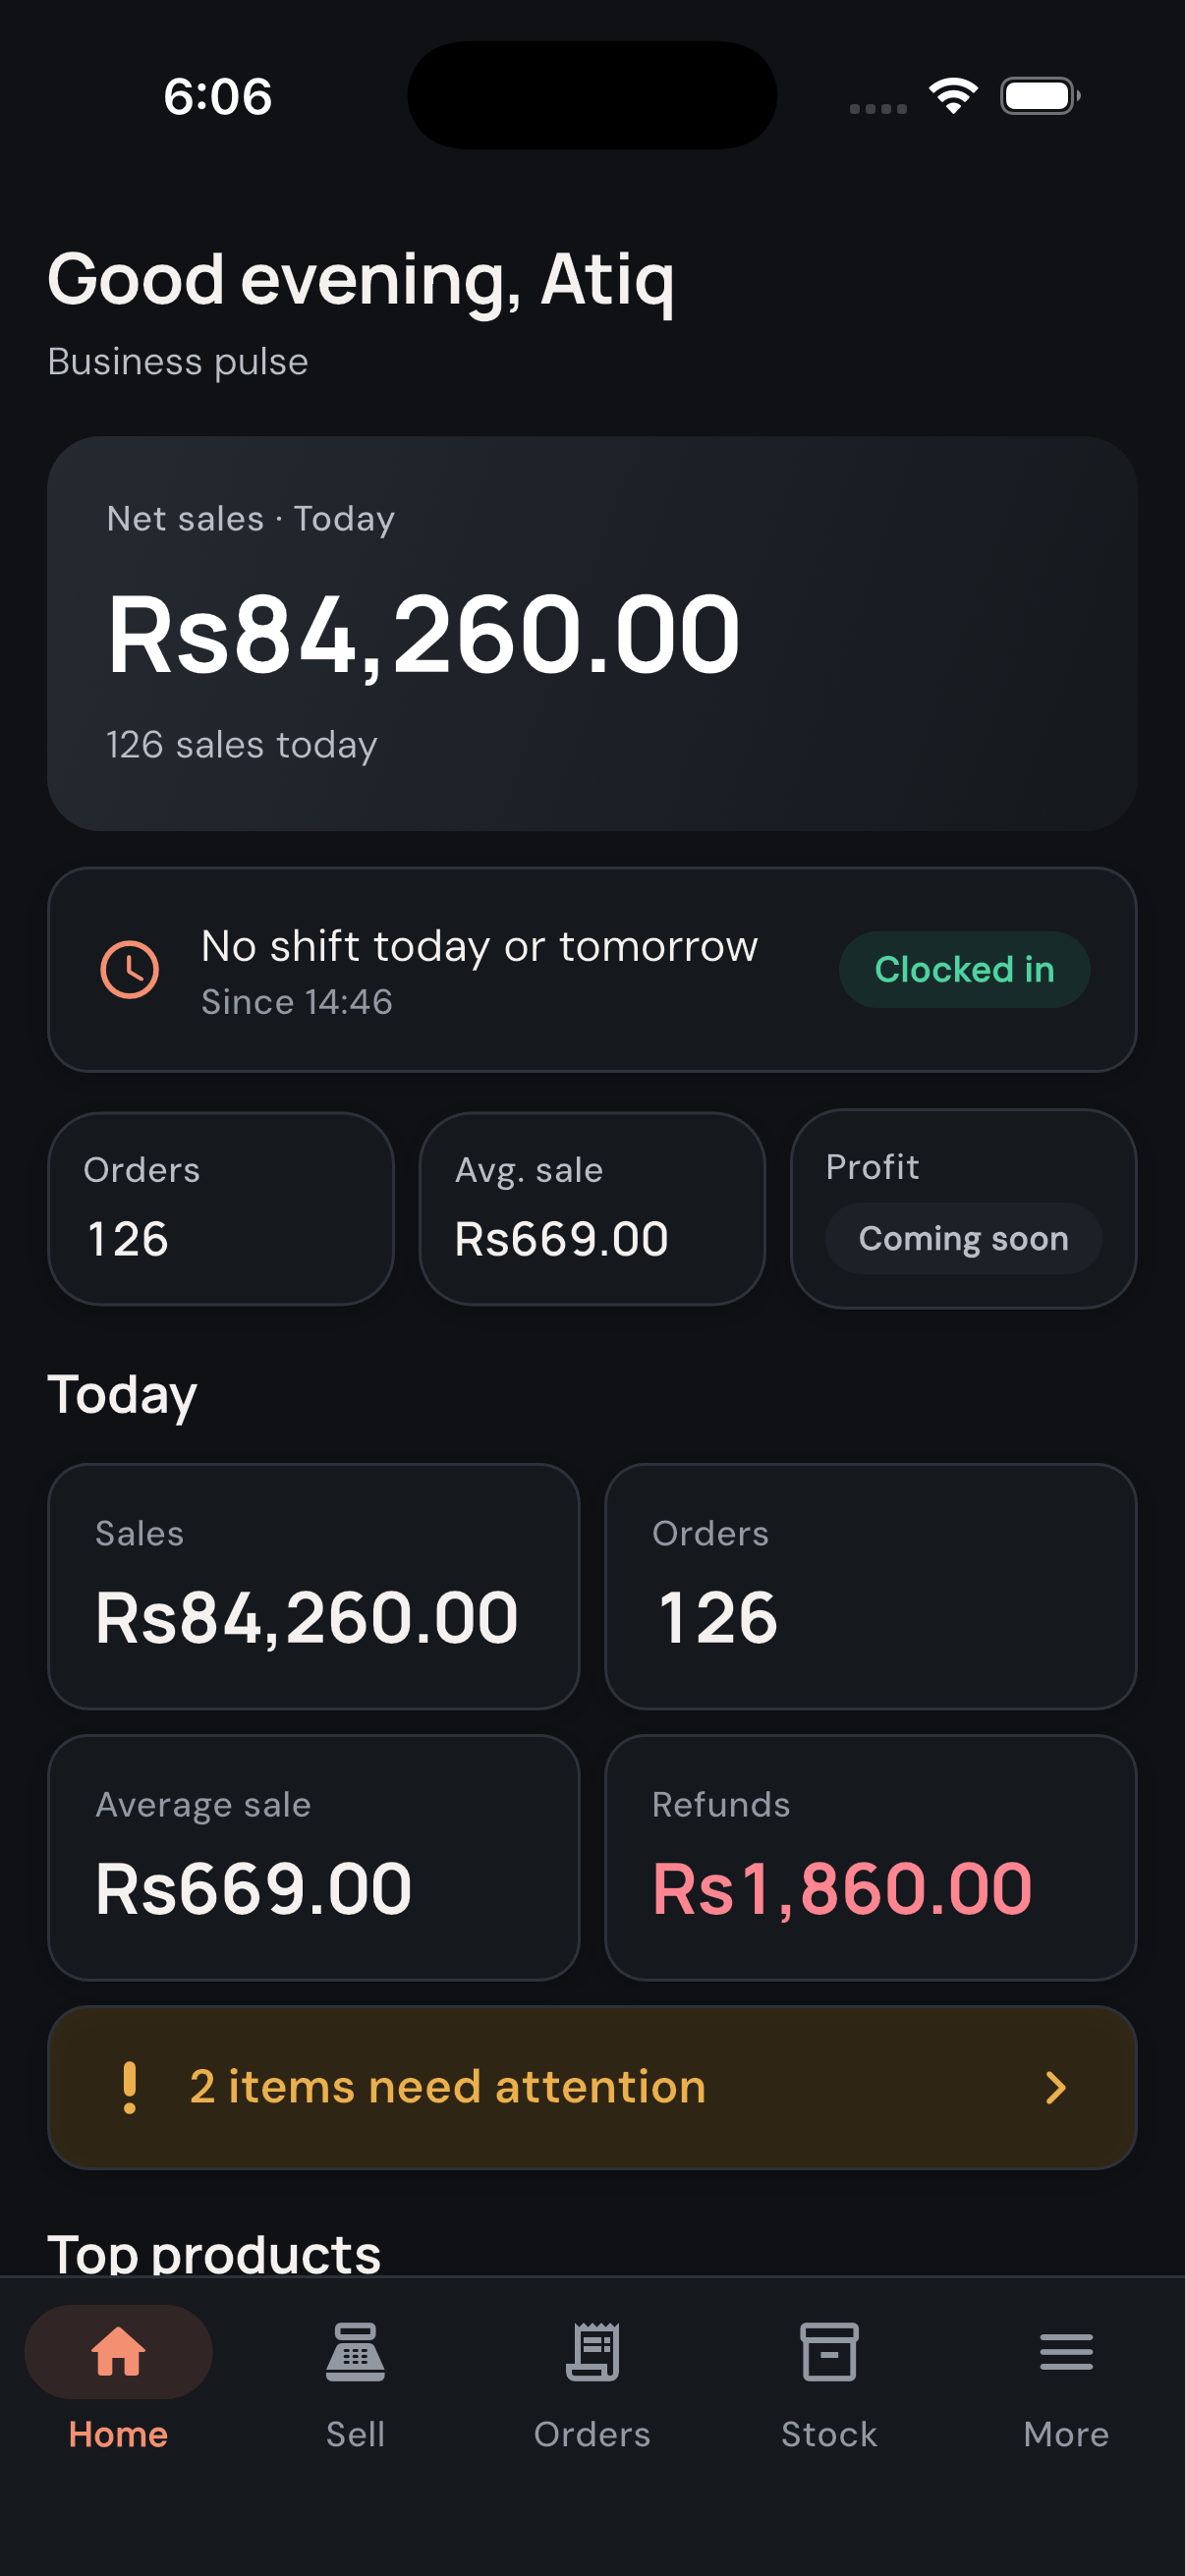 6:06
Good evening, Atiq
Business pulse
Net sales · Today
Rs84,260.00
126 sales today
No shift today or tomorrow
Since 14:46
Clocked in
Orders
126
Avg. sale
Rs669.00
Profit
Coming soon
Today
Sales
Rs84,260.00
Orders
126
Average sale
Rs669.00
Refunds
Rs1,860.00
2 items need attention
Top products
Home
Sell
Orders
Stock
More